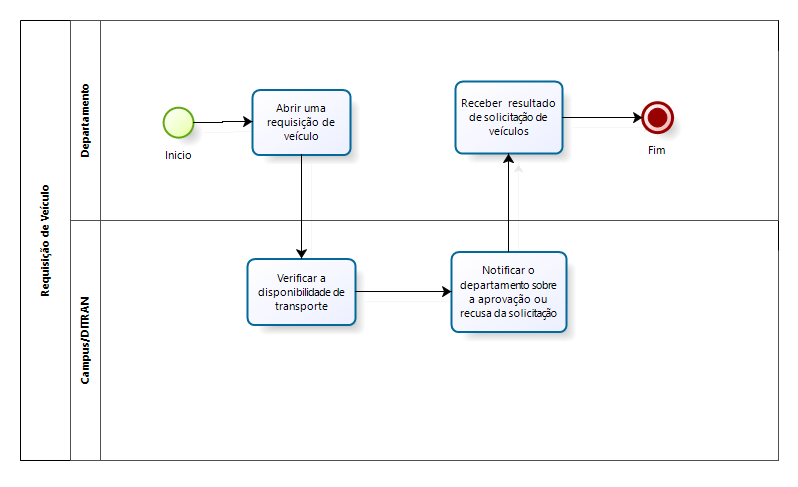 Requisição de Veículo
Departamento
Inicio
Abrir uma
requisição de
veículo
Receber resultado
de solicitação de
veículos
Fim
Campus/DITRAN
Verificar a
disponibilidade de
transporte
Notificar o
departamento sobre
a aprovação ou
recusa da solicitação